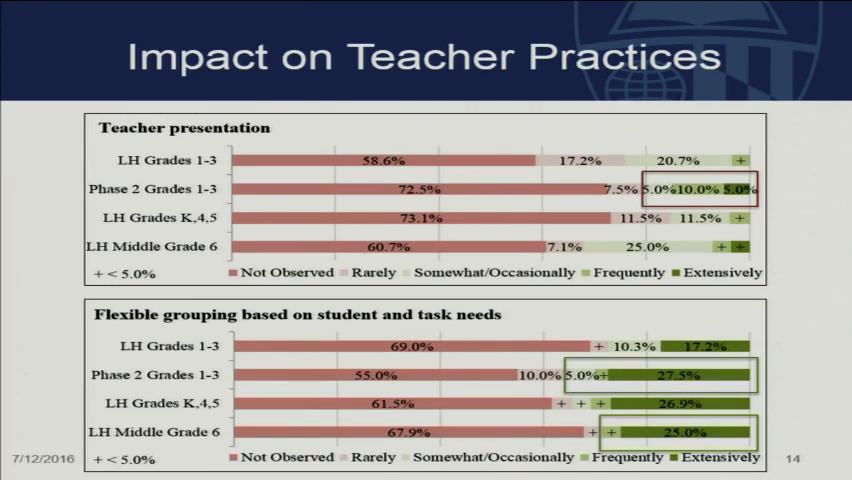 Impact on Teacher Practices
Teacher presentation
LH Grades 1-3 58.6% 17.2% 20.7% +
Phase 2 Grades 1-3 72.5% 7.5% 5.0% 10.0% 5.0%
LH Grades K,4,5 73.1% 11.5% 11.5% +
LH Middle Grade 6 60.7% 7.1% 25.0% + +
+ < 5.0% Not Observed Rarely Somewhat/Occasionally Frequently Extensively
Flexible grouping based on student and task needs
LH Grades 1-3 69.0% + 10.3% 17.2%
Phase 2 Grades 1-3 55.0% 10.0% 5.0% + 27.5%
LH Grades K,4,5 61.5% + + + 26.9%
LH Middle Grade 6 67.9% + + 25.0%
+ < 5.0% Not Observed Rarely Somewhat/Occasionally Frequently Extensively
7/12/2016
14